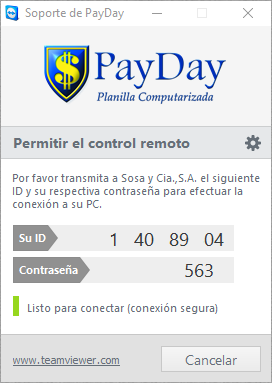 Soporte de PayDay
PayDay
Planilla Computarizada
Permitir el control remoto
Por favor transmita a Sosa y Cia.,S.A. el siguiente
ID y su respectiva contraseña para efectuar la
conexión a su PC.
Su ID 1 40 89 04
Contraseña 563
Listo para conectar (conexión segura)
www.teamviewer.com Cancelar